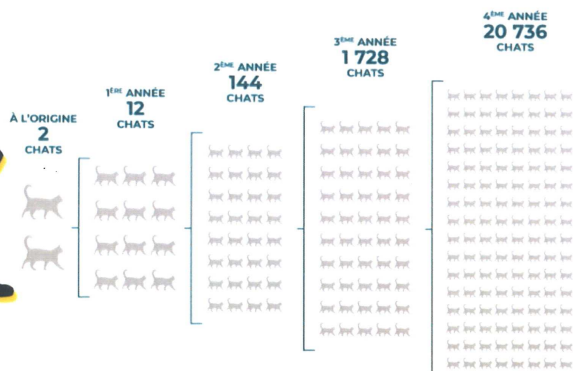 À L'ORIGINE
2
CHATS
1ÈRE ANNÉE
12
CHATS
2ÈME ANNÉE
144
CHATS
3ÈME ANNÉE
1 728
CHATS
4ÈME ANNÉE
20 736
CHATS